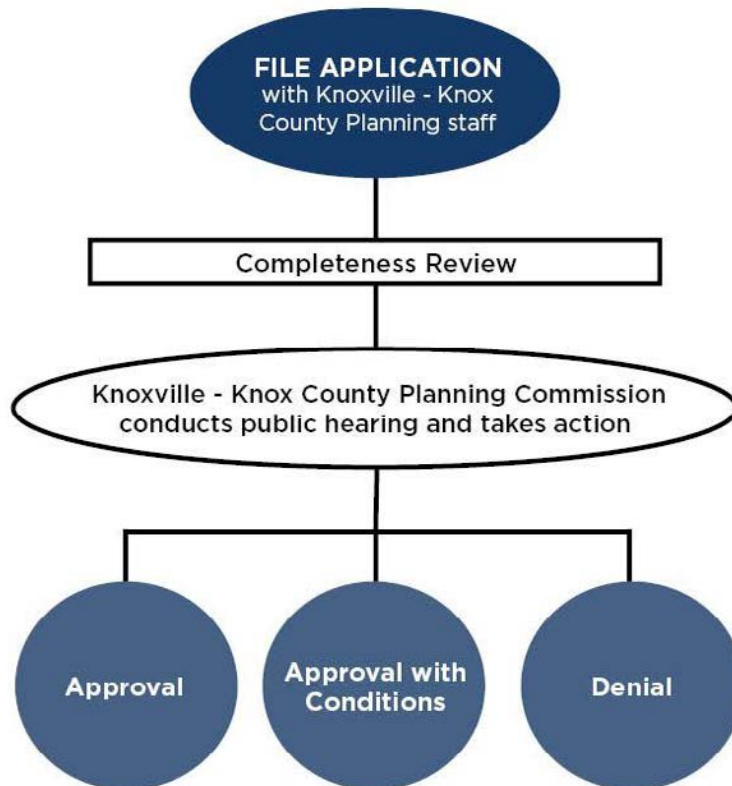 FILE APPLICATION
with Knoxville - Knox
County Planning staff
Completeness Review
Knoxville - Knox County Planning Commission
conducts public hearing and takes action
Approval
Approval with
Conditions
Denial